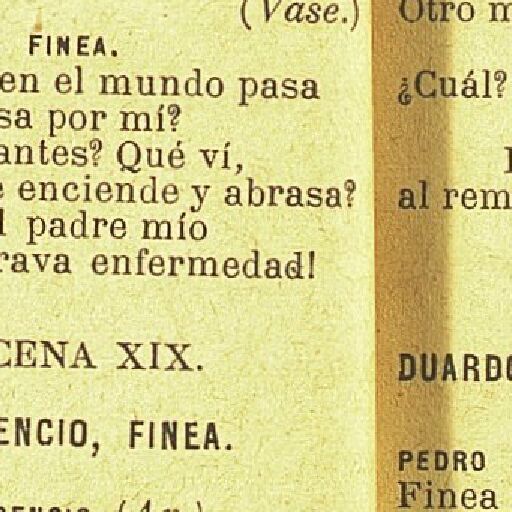 (Vase.)
FINEA.
en el mundo pasa
sa por mí?
antes? Qué ví,
enciende y abrasa?
padre mío
rava enfermedad!
CENA XIX.
ENCIO, FINEA.
Otro m
¿Cuál?
al rem
DUARDO
PEDRO
Finea